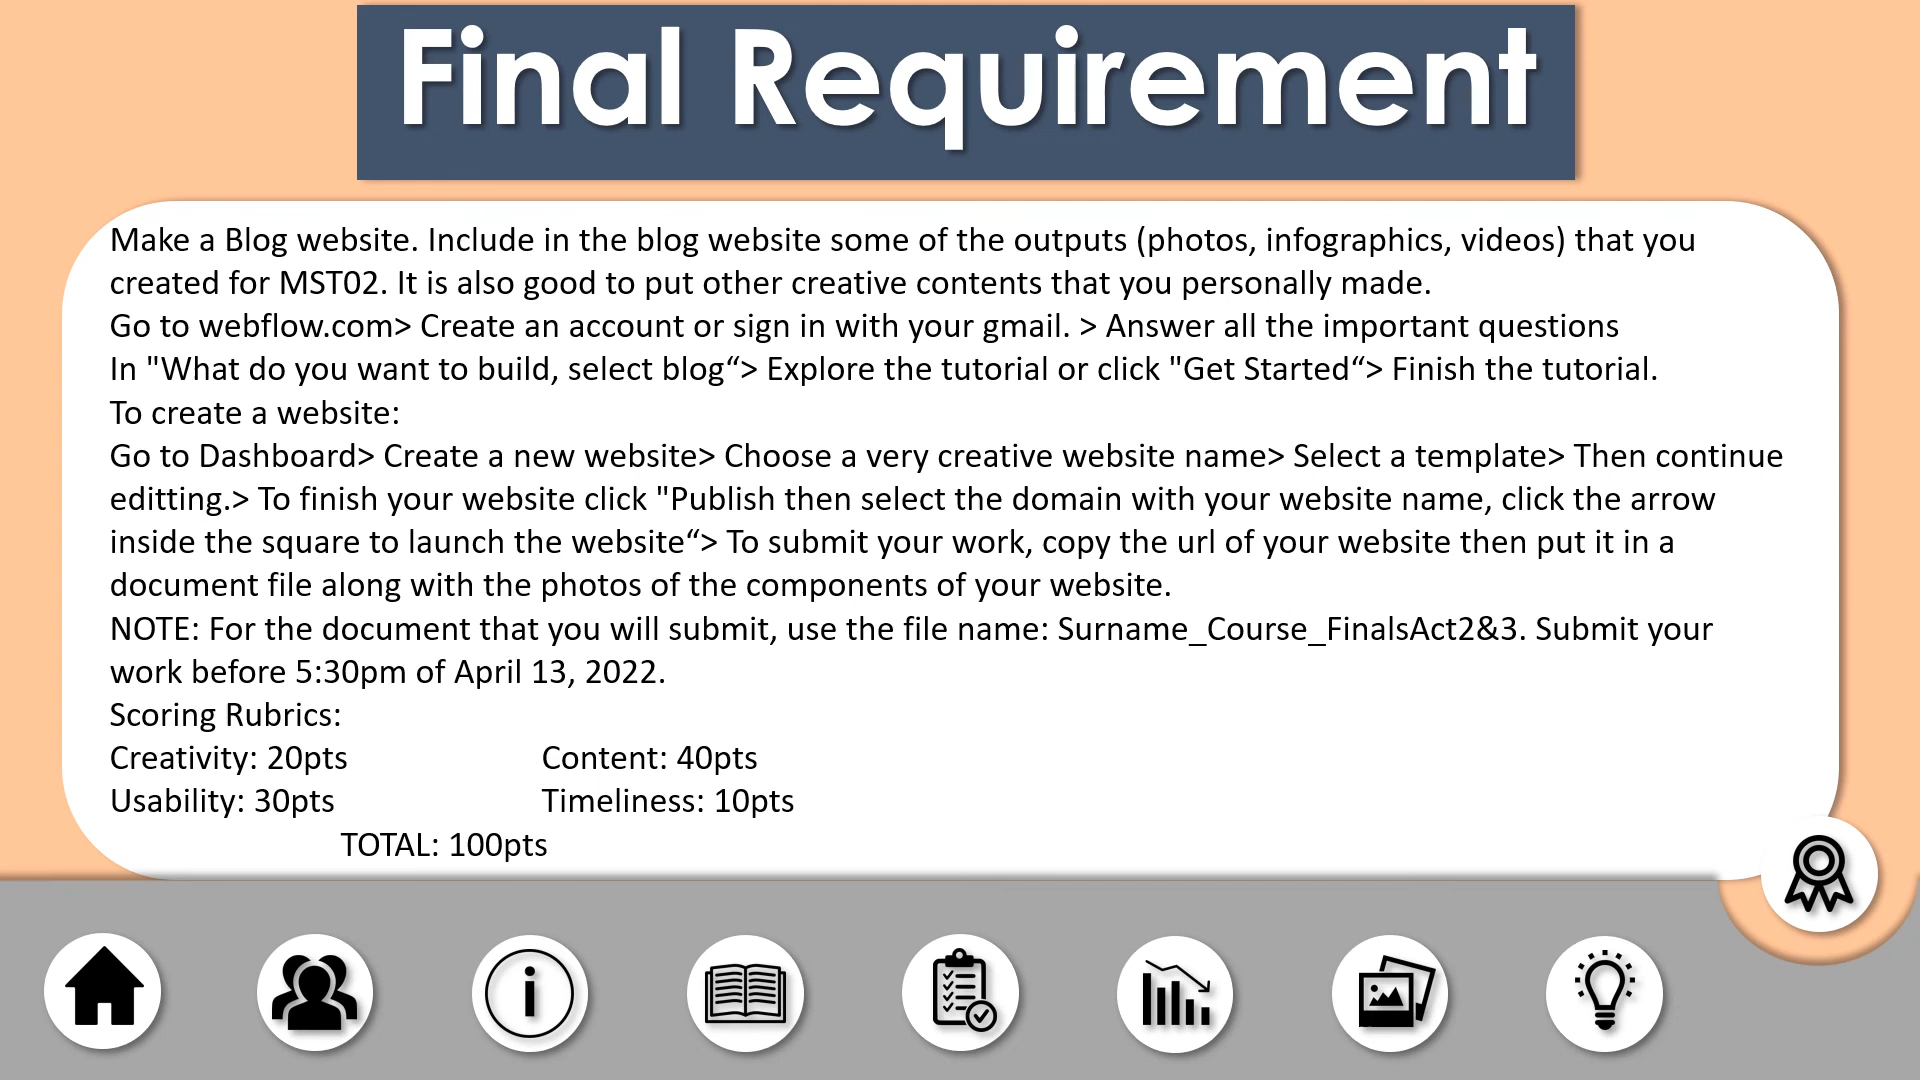 Final Requirement
Make a Blog website. Include in the blog website some of the outputs (photos, infographics, videos) that you
created for MST02. It is also good to put other creative contents that you personally made.
Go to webflow.com> Create an account or sign in with your gmail. > Answer all the important questions
In "What do you want to build, select blog“> Explore the tutorial or click "Get Started“> Finish the tutorial.
To create a website:
Go to Dashboard> Create a new website> Choose a very creative website name> Select a template> Then continue
editting.> To finish your website click "Publish then select the domain with your website name, click the arrow
inside the square to launch the website“> To submit your work, copy the url of your website then put it in a
document file along with the photos of the components of your website.
NOTE: For the document that you will submit, use the file name: Surname_Course_FinalsAct2&3. Submit your
work before 5:30pm of April 13, 2022.
Scoring Rubrics:
Creativity: 20pts Content: 40pts
Usability: 30pts Timeliness: 10pts
TOTAL: 100pts